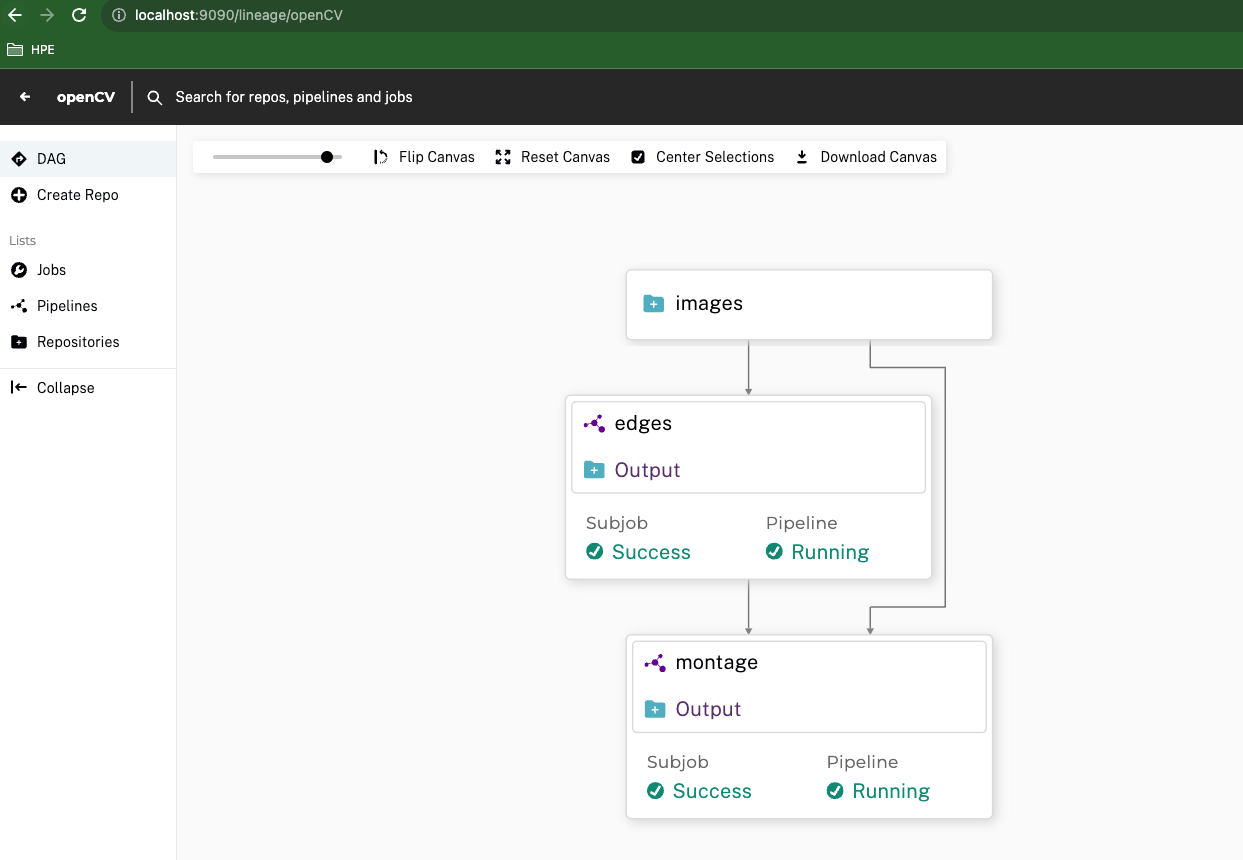 localhost:9090/lineage/openCV
HPE
openCV
Search for repos, pipelines and jobs
DAG
Create Repo
Lists
Jobs
Pipelines
Repositories
Collapse
Flip Canvas Reset Canvas Center Selections Download Canvas
images
edges
Output
Subjob Pipeline
Success Running
montage
Output
Subjob Pipeline
Success Running